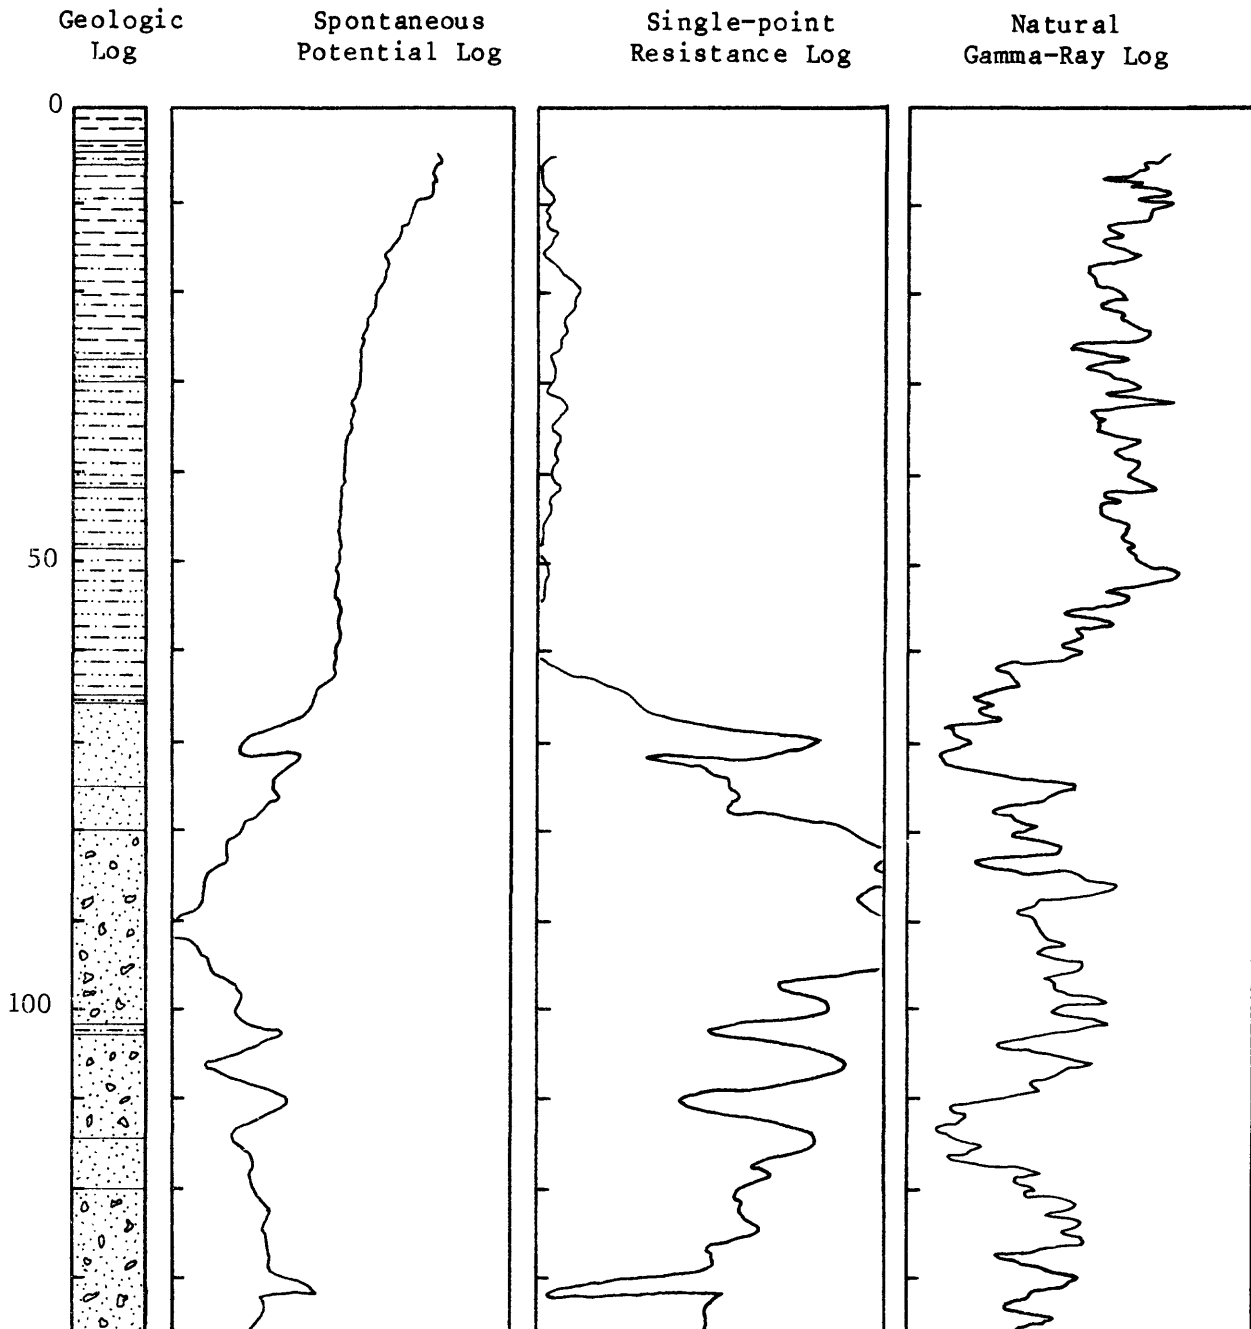 Geologic
Log
Spontaneous
Potential Log
Single-point
Resistance Log
Natural
Gamma-Ray Log
0
50
100